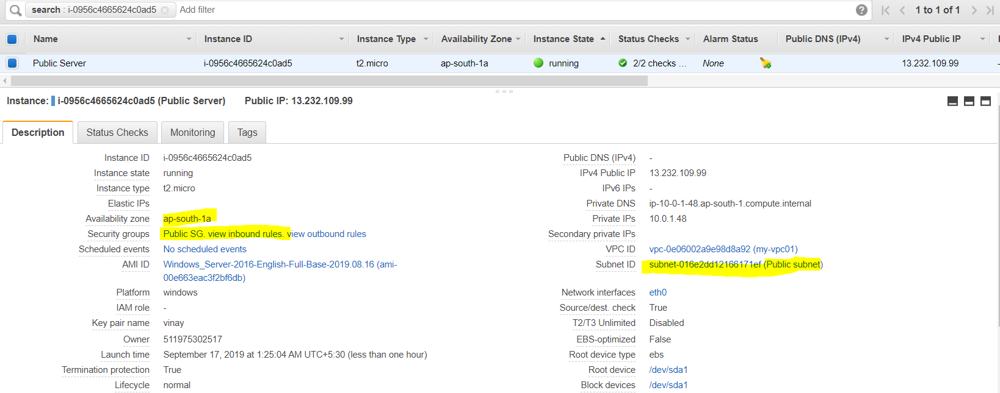 search : i-0956c4665624c0ad5 Add filter 1 to 1 of 1
Name Instance ID Instance Type Availability Zone Instance State Status Checks Alarm Status Public DNS (IPv4) IPv4 Public IP
Public Server i-0956c4665624c0ad5 t2.micro ap-south-1a running 2/2 checks ... None 13.232.109.99
Instance: i-0956c4665624c0ad5 (Public Server) Public IP: 13.232.109.99
Description Status Checks Monitoring Tags
Instance ID i-0956c4665624c0ad5 Public DNS (IPv4) -
Instance state running IPv4 Public IP 13.232.109.99
Instance type t2.micro IPv6 IPs -
Elastic IPs Private DNS ip-10-0-1-48.ap-south-1.compute.internal
Availability zone ap-south-1a Private IPs 10.0.1.48
Security groups Public SG. view inbound rules. view outbound rules Secondary private IPs
Scheduled events No scheduled events VPC ID vpc-0e06002a9e98d8a92 (my-vpc01)
AMI ID Windows_Server-2016-English-Full-Base-2019.08.16 (ami- Subnet ID subnet-016e2dd12166171ef (Public subnet)
00e663eac3f2bf6db)
Platform windows Network interfaces eth0
IAM role - Source/dest. check True
Key pair name vinay T2/T3 Unlimited Disabled
Owner 511975302517 EBS-optimized False
Launch time September 17, 2019 at 1:25:04 AM UTC+5:30 (less than one hour) Root device type ebs
Termination protection True Root device /dev/sda1
Lifecycle normal Block devices /dev/sda1